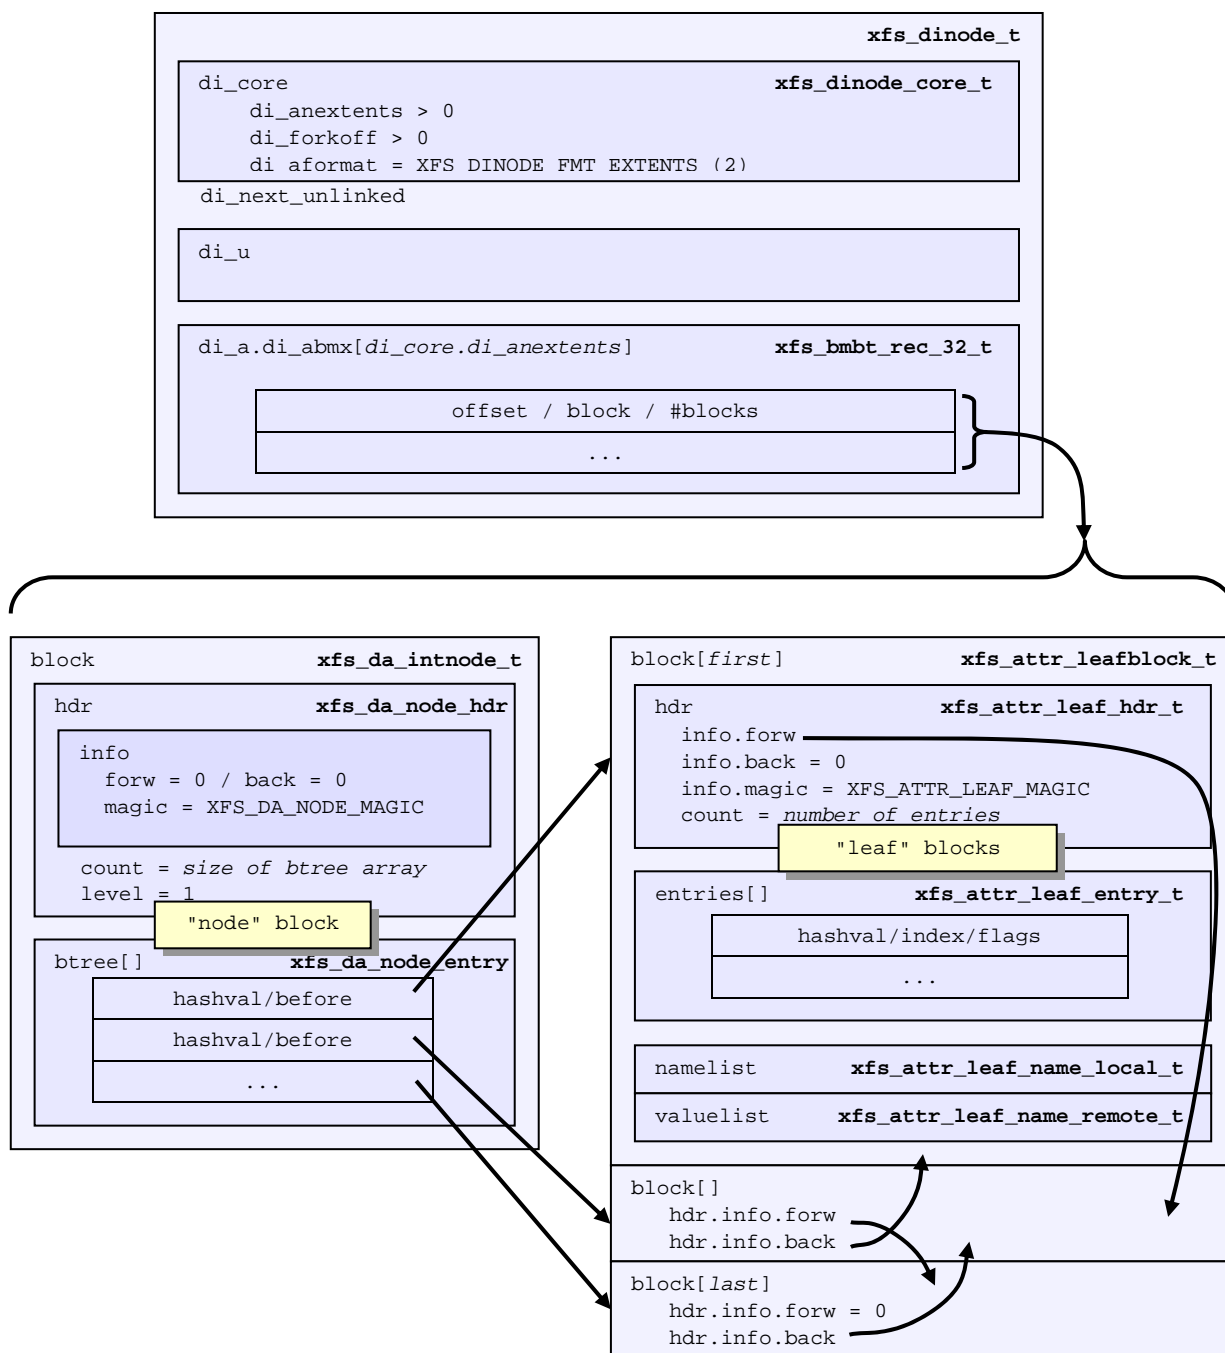 xfs_dinode_t
di_core xfs_dinode_core_t
di_anextents > 0
di_forkoff > 0
di_aformat = XFS_DINODE_FMT_EXTENTS (2)
di_next_unlinked
di_u
di_a.di_abmx[di_core.di_anextents] xfs_bmbt_rec_32_t
offset / block / #blocks
...
block xfs_da_intnode_t
hdr xfs_da_node_hdr
info
forw = 0 / back = 0
magic = XFS_DA_NODE_MAGIC
count = size of btree array
level = 1
"node" block
btree[] xfs_da_node_entry
hashval/before
hashval/before
...
block[first] xfs_attr_leafblock_t
hdr xfs_attr_leaf_hdr_t
info.forw
info.back = 0
info.magic = XFS_ATTR_LEAF_MAGIC
count = number of entries
"leaf" blocks
entries[] xfs_attr_leaf_entry_t
hashval/index/flags
...
namelist xfs_attr_leaf_name_local_t
valuelist xfs_attr_leaf_name_remote_t
block[]
hdr.info.forw
hdr.info.back
block[last]
hdr.info.forw = 0
hdr.info.back